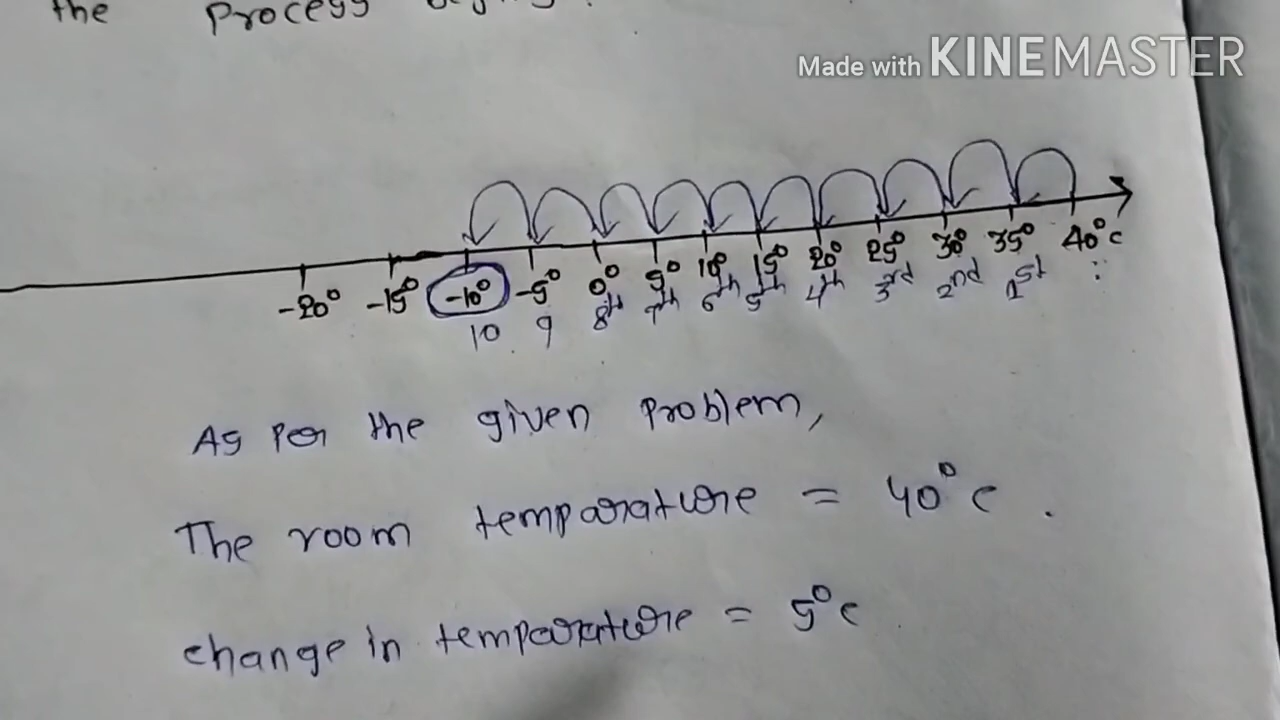 the Process
Made with KINEMASTER
-20° -15° -10° -5° 0° 5° 10° 15° 20° 25° 30° 35° 40°c
10 9 8th 7th 6th 5th 4th 3rd 2nd 1st
As per the given problem,
The room temparature = 40°c .
change in temparature = 5°c